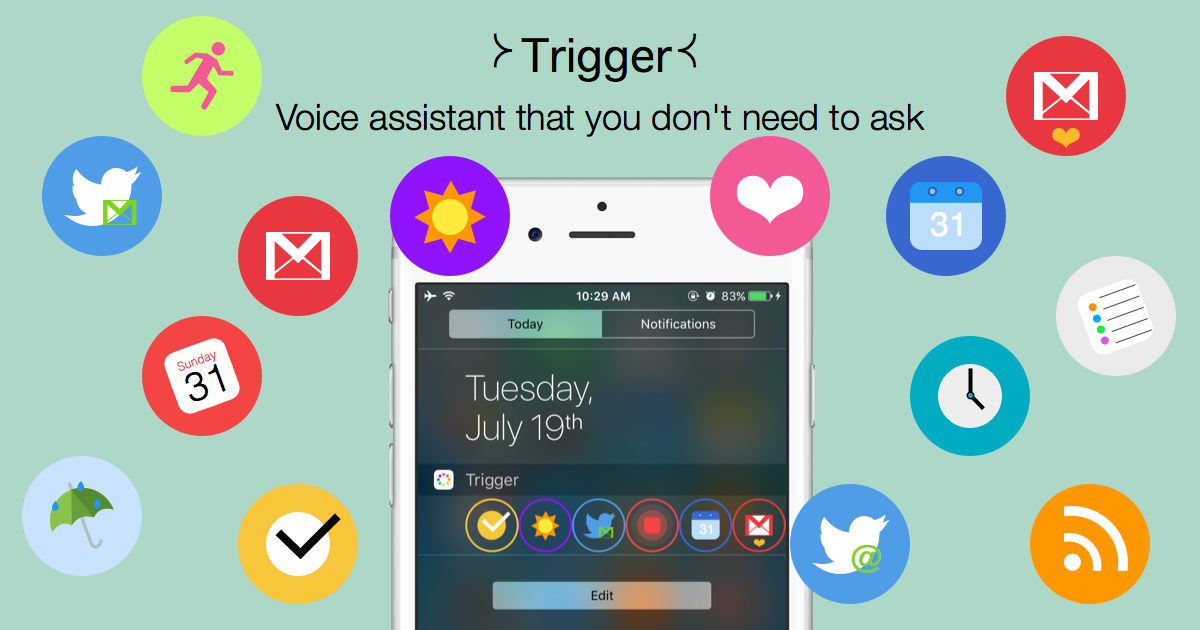 Trigger
Voice assistant that you don't need to ask
31
Sunday
31
10:29 AM
83%
Today
Notifications
Tuesday,
July 19th
Trigger
31
@
Edit